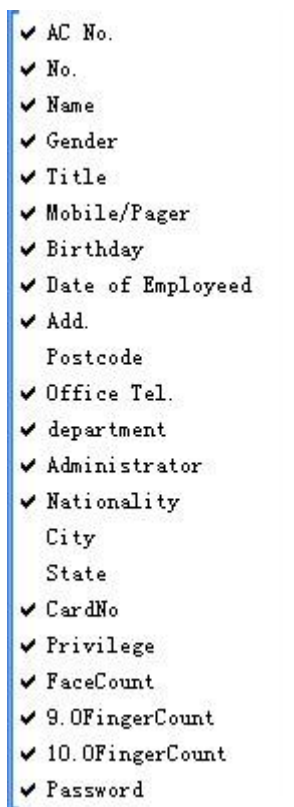 AC No.
No.
Name
Gender
Title
Mobile/Pager
Birthday
Date of Employeed
Add.
Postcode
Office Tel.
department
Administrator
Nationality
City
State
CardNo
Privilege
FaceCount
9.0FingerCount
10.0FingerCount
Password